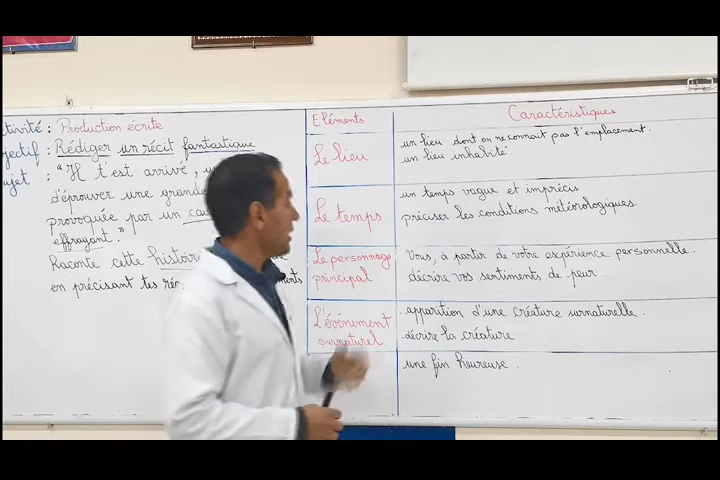 ctivité : Production écrite
jectif : Rédiger un récit fantastique
ujet : "Il t'est arrivé, u
d'éprouver une grande
provoquée par un cau
effrayant."
Raconte cette histoire
en précisant tes ré ments
Eléments
Caractéristiques
Le lieu
un lieu dont on ne connait pas l'emplacement.
un lieu inhabité
Le temps
un temps vague et imprécis
préciser les conditions météorologiques.
Le personnage
principal
Vous, à partir de votre expérience personnelle.
décrire vos sentiments de peur
L'événement
surnaturel
.apparition d'une créature surnaturelle.
.décrire la créature
une fin heureuse.